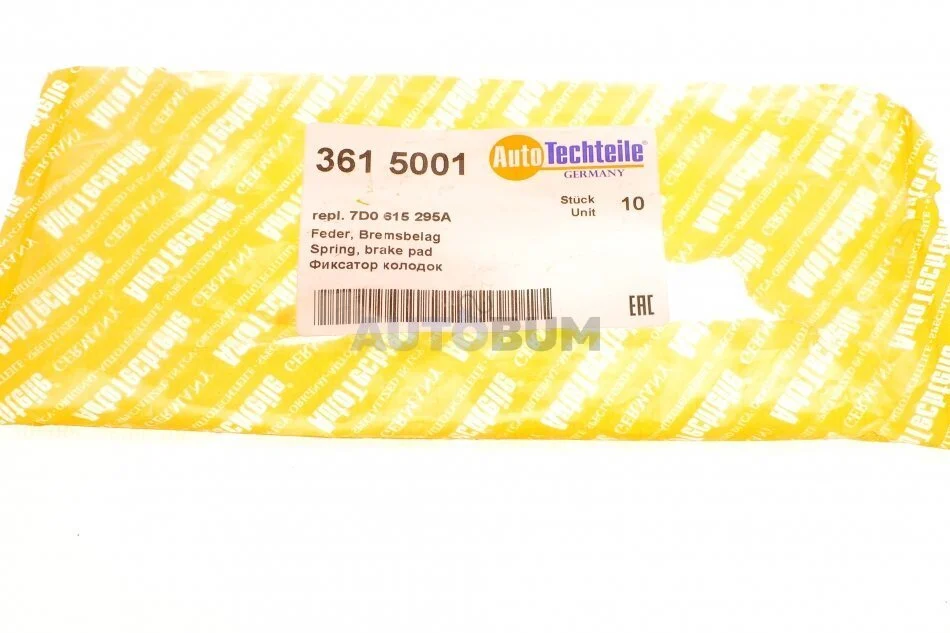 361 5001
AutoTechteile®
GERMANY
Stück
Unit 10
repl. 7D0 615 295A
Feder, Bremsbelag
Spring, brake pad
Фиксатор колодок
EAC
AUTOBUM